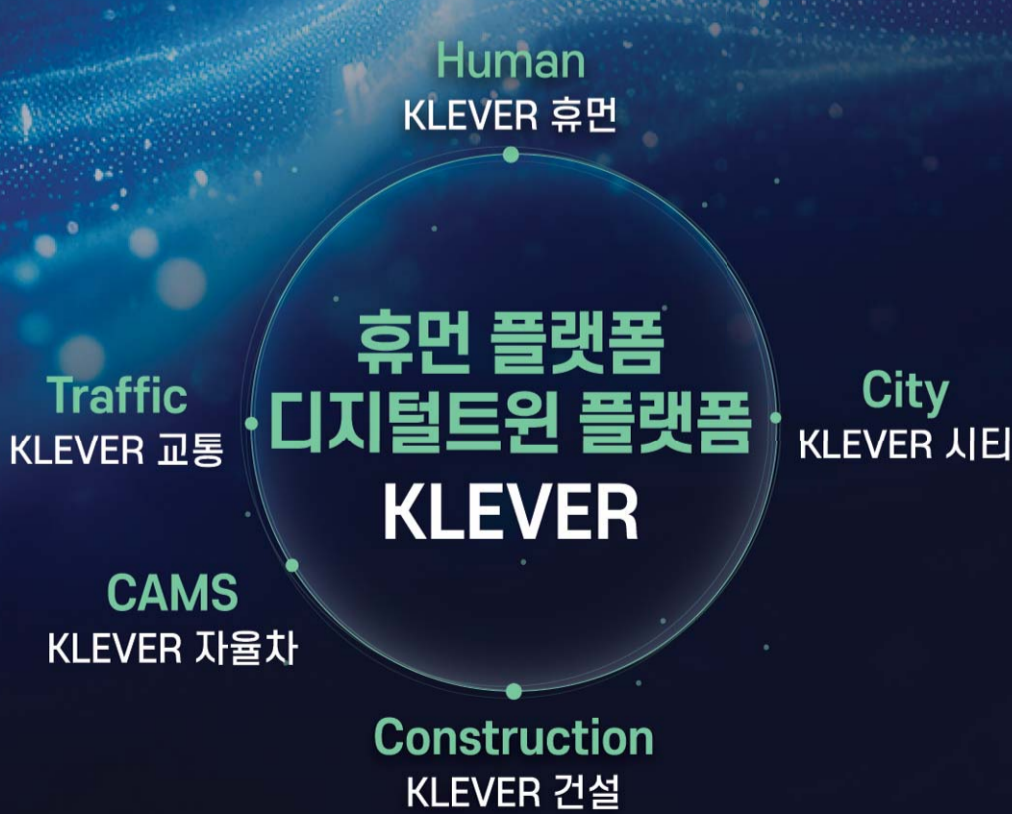 Human
KLEVER 휴먼
휴먼 플랫폼
디지털트윈 플랫폼
KLEVER
Traffic
KLEVER 교통
City
KLEVER 시티
CAMS
KLEVER 자율차
Construction
KLEVER 건설